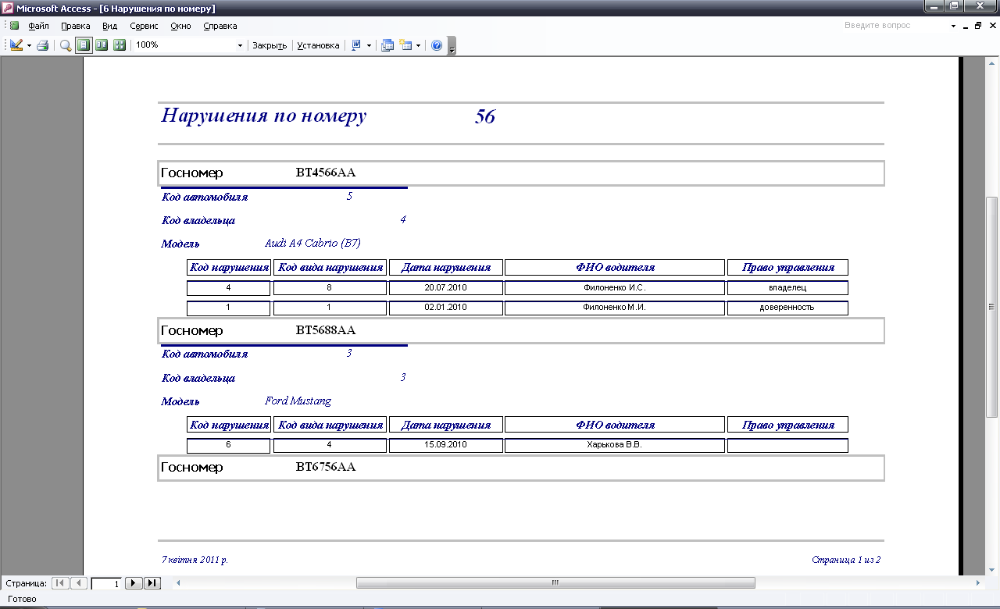 Microsoft Access - [6 Нарушения по номеру]
Файл Правка Вид Сервис Окно Справка Введите вопрос
100% Закрыть Установка
Нарушения по номеру 56
Госномер ВТ4566АА
Код автомобиля 5
Код владельца 4
Модель Audi A4 Cabrio (B7)
Код нарушения Код вида нарушения Дата нарушения ФИО водителя Право управления
4 8 20.07.2010 Филоненко И.С. владелец
1 1 02.01.2010 Филоненко М.И. доверенность
Госномер ВТ5688АА
Код автомобиля 3
Код владельца 3
Модель Ford Mustang
Код нарушения Код вида нарушения Дата нарушения ФИО водителя Право управления
6 4 15.09.2010 Харькова В.В.
Госномер ВТ6756АА
7 квітня 2011 р. Страница 1 из 2
Страница: 1
Готово